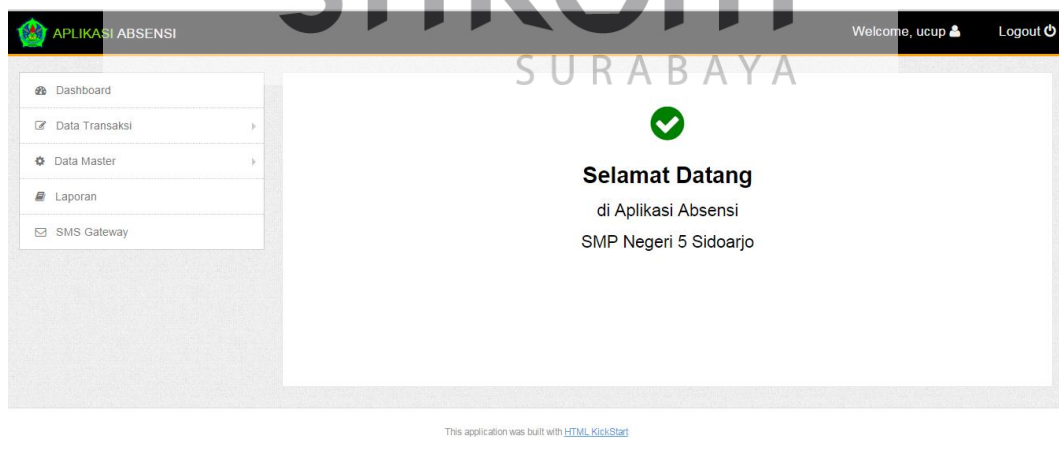 APLIKASI ABSENSI
Welcome, ucup
Logout
SURABAYA
Dashboard
Data Transaksi
Data Master
Laporan
SMS Gateway
Selamat Datang
di Aplikasi Absensi
SMP Negeri 5 Sidoarjo
This application was built with HTML KickStart